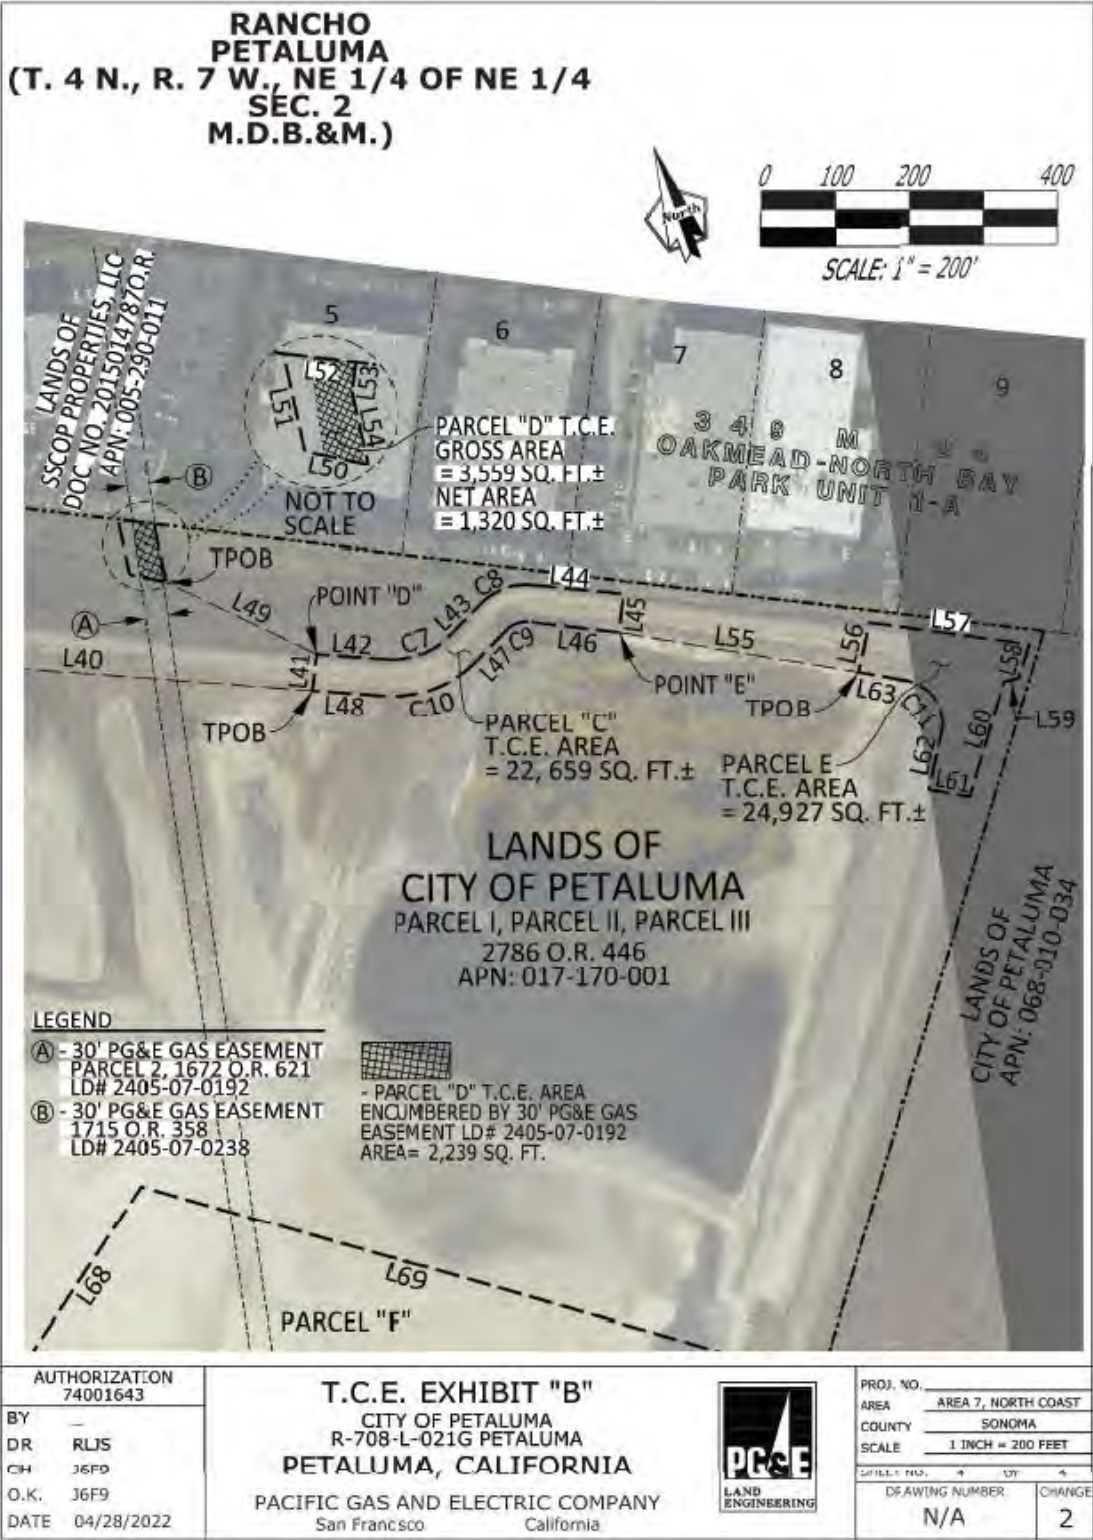 RANCHO
PETALUMA
(T. 4 N., R. 7 W., NE 1/4 OF NE 1/4
SEC. 2
M.D.B.&M.)
North
0 100 200 400
SCALE: 1" = 200'
LANDS OF
SSCOP PROPERTIES, LLC
DOC. NO. 2015014787O.R.
APN: 005-290-011
5
6
7
8
9
349 M
OAKMEAD-NORTH BAY
PARK UNIT 1-A
L52
L53
L51
L54
L50
NOT TO
SCALE
PARCEL "D" T.C.E.
GROSS AREA
= 3,559 SQ. FT.±
NET AREA
= 1,320 SQ. FT.±
B
TPOB
A
L49
POINT "D"
L40
L41
L42
C7
L43
C8
L44
L45
L46
C9
L47
C10
L48
TPOB
L55
POINT "E"
L56
L57
L58
L59
L60
L61
L62
C11
L63
TPOB
PARCEL "C"
T.C.E. AREA
= 22, 659 SQ. FT.±
PARCEL E
T.C.E. AREA
= 24,927 SQ. FT.±
LANDS OF
CITY OF PETALUMA
PARCEL I, PARCEL II, PARCEL III
2786 O.R. 446
APN: 017-170-001
LANDS OF
CITY OF PETALUMA
APN: 068-010-034
LEGEND
A - 30' PG&E GAS EASEMENT
PARCEL 2, 1672 O.R. 621
LD# 2405-07-0192
B - 30' PG&E GAS EASEMENT
1715 O.R. 358
LD# 2405-07-0238
- PARCEL "D" T.C.E. AREA
ENCUMBERED BY 30' PG&E GAS
EASEMENT LD# 2405-07-0192
AREA= 2,239 SQ. FT.
L68
L69
PARCEL "F"
AUTHORIZATION
74001643
BY _
DR RLJS
CH J6F9
O.K. J6F9
DATE 04/28/2022
T.C.E. EXHIBIT "B"
CITY OF PETALUMA
R-708-L-021G PETALUMA
PETALUMA, CALIFORNIA
PACIFIC GAS AND ELECTRIC COMPANY
San Francsco California
PG&E
LAND
ENGINEERING
PROJ. NO.
AREA AREA 7, NORTH COAST
COUNTY SONOMA
SCALE 1 INCH = 200 FEET
SHEET NO. 4 OF 4
DRAWING NUMBER
N/A
CHANGE
2